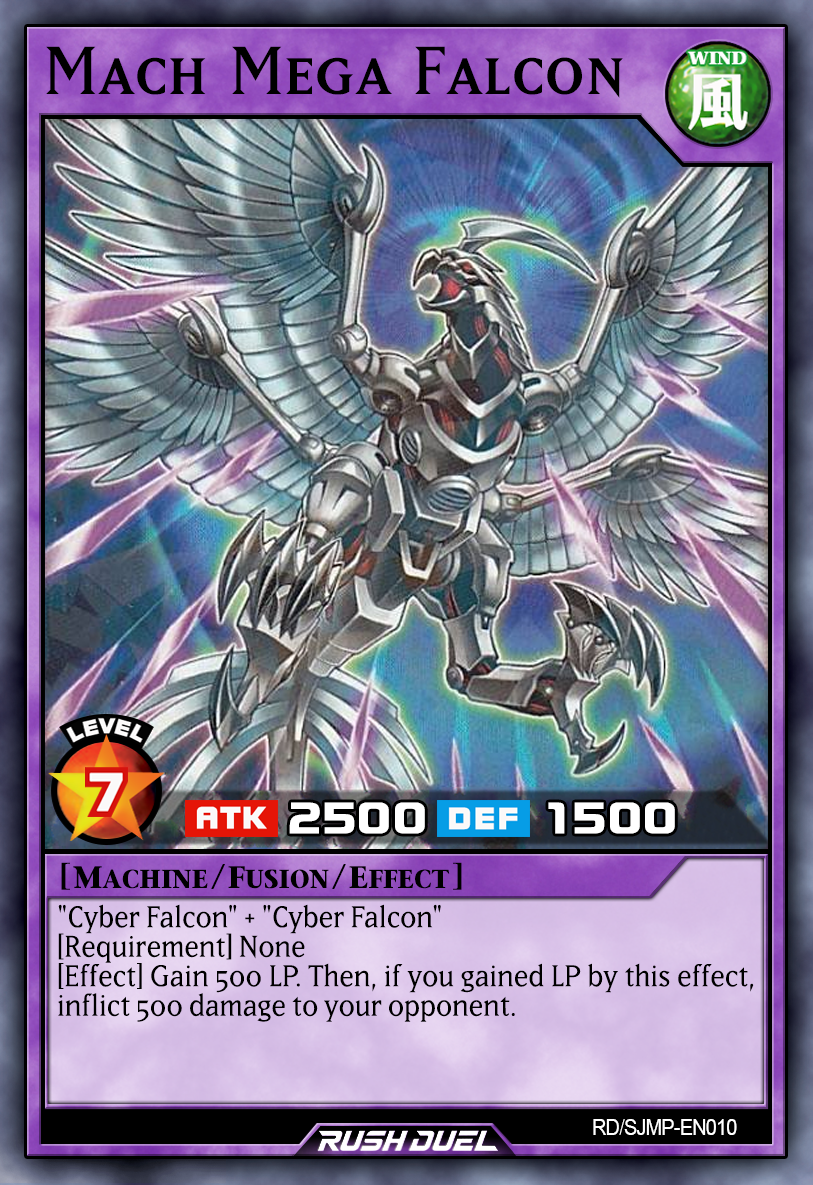 Mach Mega Falcon
WIND
風
LEVEL
7
ATK 2500 DEF 1500
[Machine/Fusion/Effect]
"Cyber Falcon" + "Cyber Falcon"
[Requirement] None
[Effect] Gain 500 LP. Then, if you gained LP by this effect,
inflict 500 damage to your opponent.
RD/SJMP-EN010
RUSH DUEL